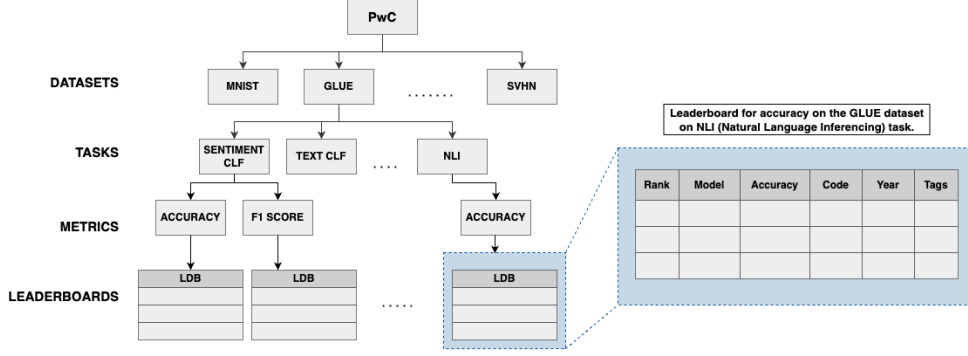 PwC
DATASETS
MNIST
GLUE
.......
SVHN
Leaderboard for accuracy on the GLUE dataset
on NLI (Natural Language Inferencing) task.
TASKS
SENTIMENT
CLF
TEXT CLF
....
NLI
Rank Model Accuracy Code Year Tags
METRICS
ACCURACY
F1 SCORE
ACCURACY
LEADERBOARDS
LDB
LDB
.....
LDB